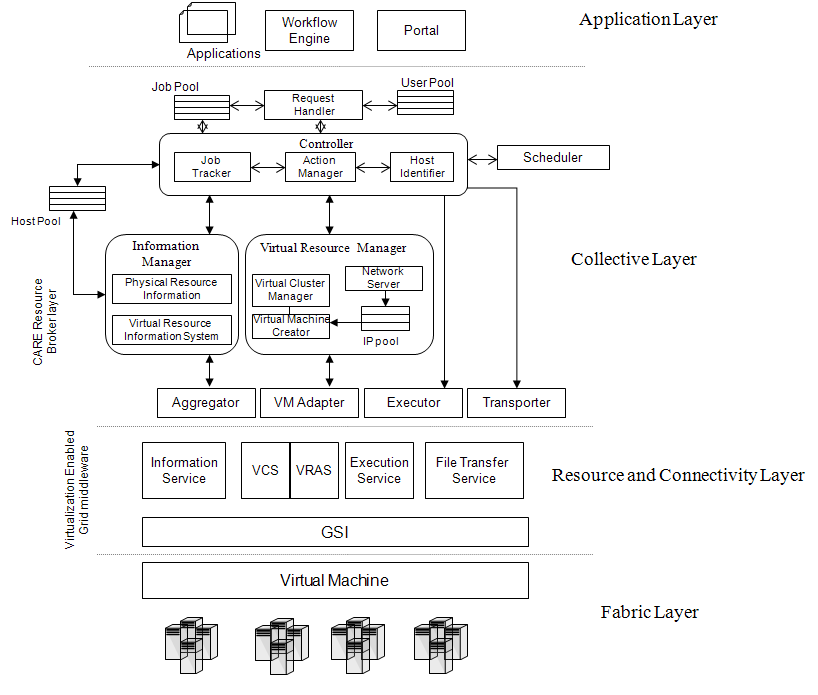 Application Layer
Applications
Workflow
Engine
Portal
Job Pool
Request
Handler
User Pool
Controller
Job
Tracker
Action
Manager
Host
Identifier
Scheduler
Host Pool
Information
Manager
Physical Resource
Information
Virtual Resource
Information System
Virtual Resource Manager
Virtual Cluster
Manager
Network
Server
Virtual Machine
Creator
IP pool
Collective Layer
CARE Resource
Broker layer
Aggregator
VM Adapter
Executor
Transporter
Virtualization Enabled
Grid middleware
Information
Service
VCS
VRAS
Execution
Service
File Transfer
Service
Resource and Connectivity Layer
GSI
Virtual Machine
Fabric Layer